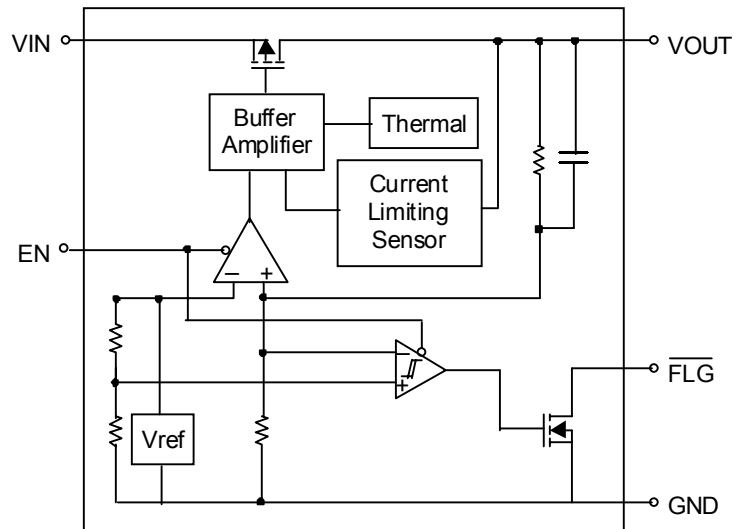 VIN
VOUT
Buffer
Amplifier
Thermal
Current
Limiting
Sensor
EN
− +
−
+
FLG
Vref
GND